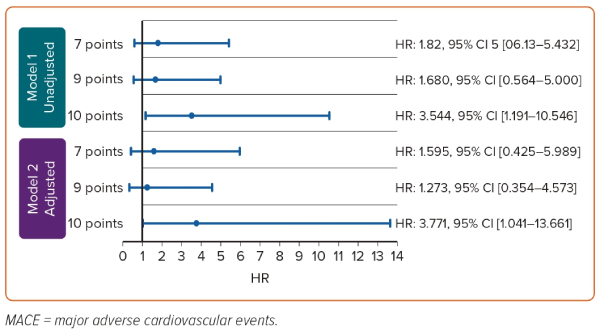 Model 1
Unadjusted
7 points
HR: 1.82, 95% CI 5 [06.13–5.432]
9 points
HR: 1.680, 95% CI [0.564–5.000]
10 points
HR: 3.544, 95% CI [1.191–10.546]
Model 2
Adjusted
7 points
HR: 1.595, 95% CI [0.425–5.989]
9 points
HR: 1.273, 95% CI [0.354–4.573]
10 points
HR: 3.771, 95% CI [1.041–13.661]
0 1 2 3 4 5 6 7 8 9 10 11 12 13 14
HR
MACE = major adverse cardiovascular events.